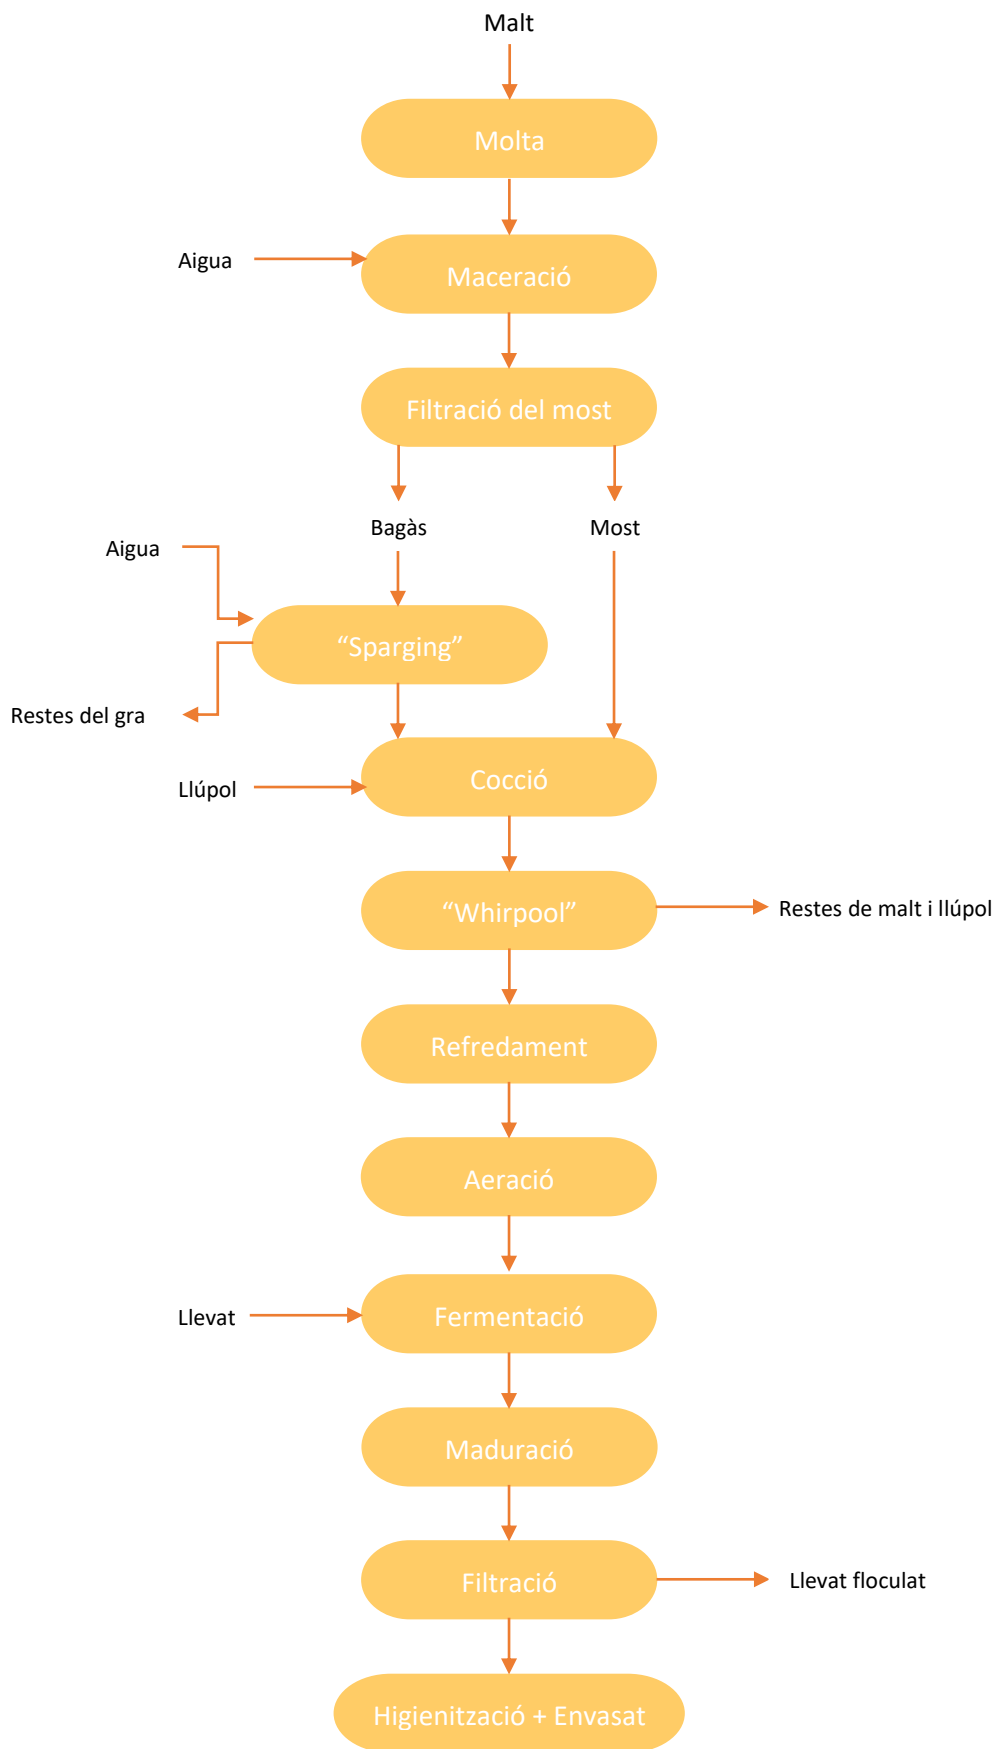 Malt
Molta
Aigua
Maceració
Filtració del most
Bagàs
Most
Aigua
“Sparging”
Restes del gra
Cocció
Llúpol
“Whirpool”
Restes de malt i llúpol
Refredament
Aeració
Llevat
Fermentació
Maduració
Filtració
Llevat floculat
Higienització + Envasat